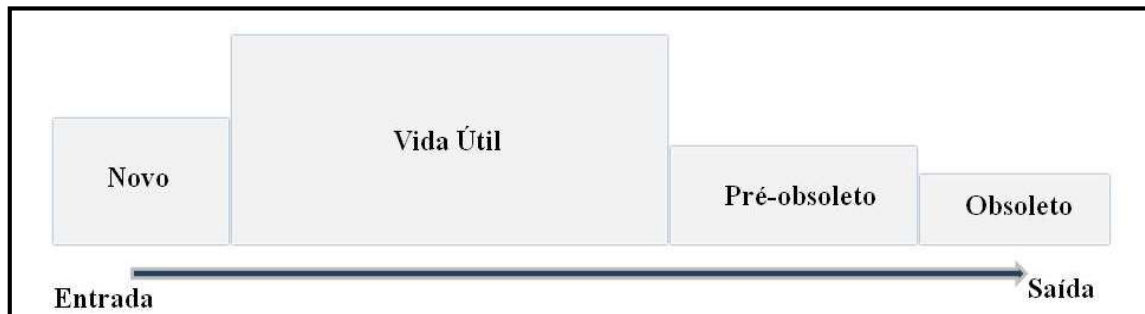 Novo
Vida Útil
Pré-obsoleto
Obsoleto
Entrada
Saída